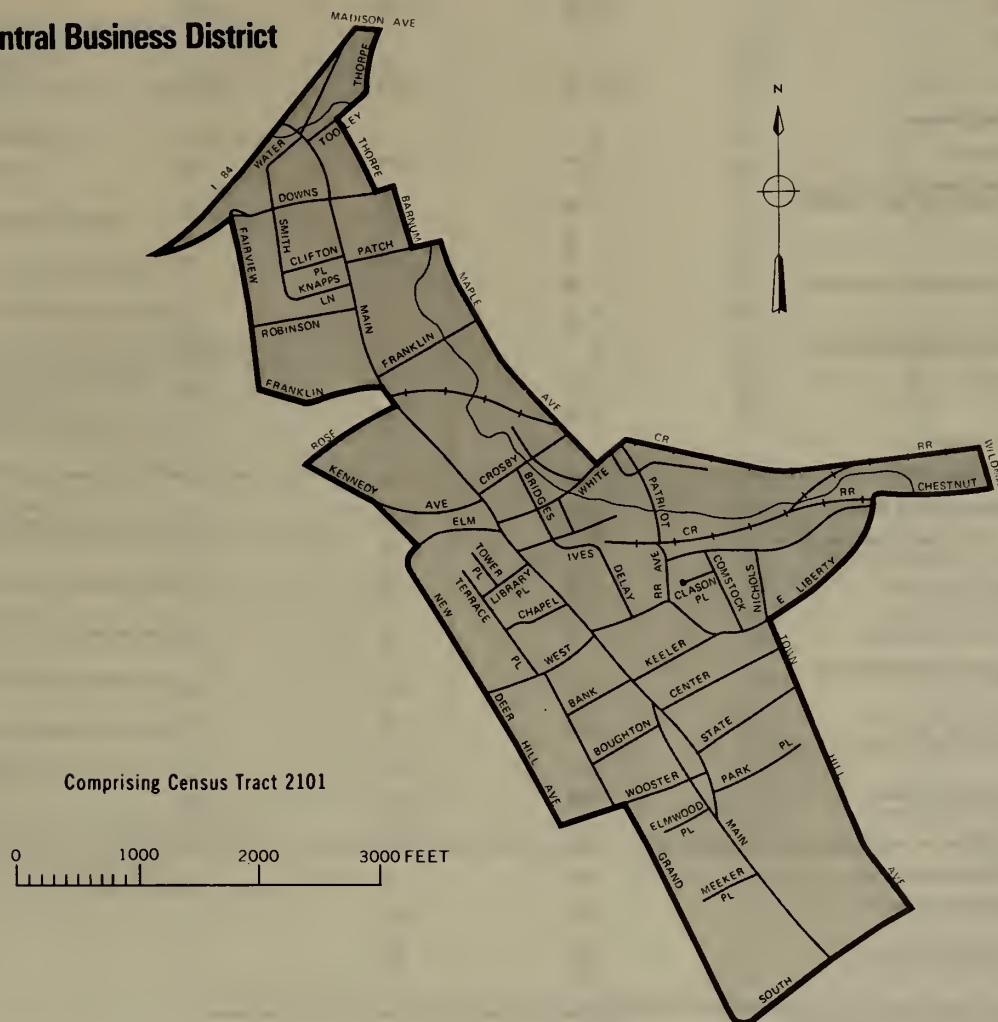 ntral Business District
MADISON AVE
THORPE
N
TOOLEY
WATER
THORPE
I 84
DOWNS
BARNUM
SMITH
FAIRVIEW
CLIFTON
PL
PATCH
KNAPPS
LN
MAPLE
MAIN
ROBINSON
FRANKLIN
FRANKLIN
AVE
ROSE
CR
RR
KENNEDY
CROSBY
WHITE
CHESTNUT
BRIDGIES
PATRIOT
RR
AVE
ELM
CR
IVES
TOWER
PL
LIBRARY
PL
DELAY
RR AVE
CLASON
PL
COMSTOCK
NICHOLS
E LIBERTY
TERRACE
PL
CHAPEL
NEW
WEST
KEELER
TOWN
BANK
CENTER
DEER
HILL
AVE
BOUGHTON
STATE
PL
HILL
WOOSTER
PARK
Comprising Census Tract 2101
ELMWOOD
PL
MAIN
0 1000 2000 3000 FEET
GRAND
MEEKER
PL
AVE
SOUTH